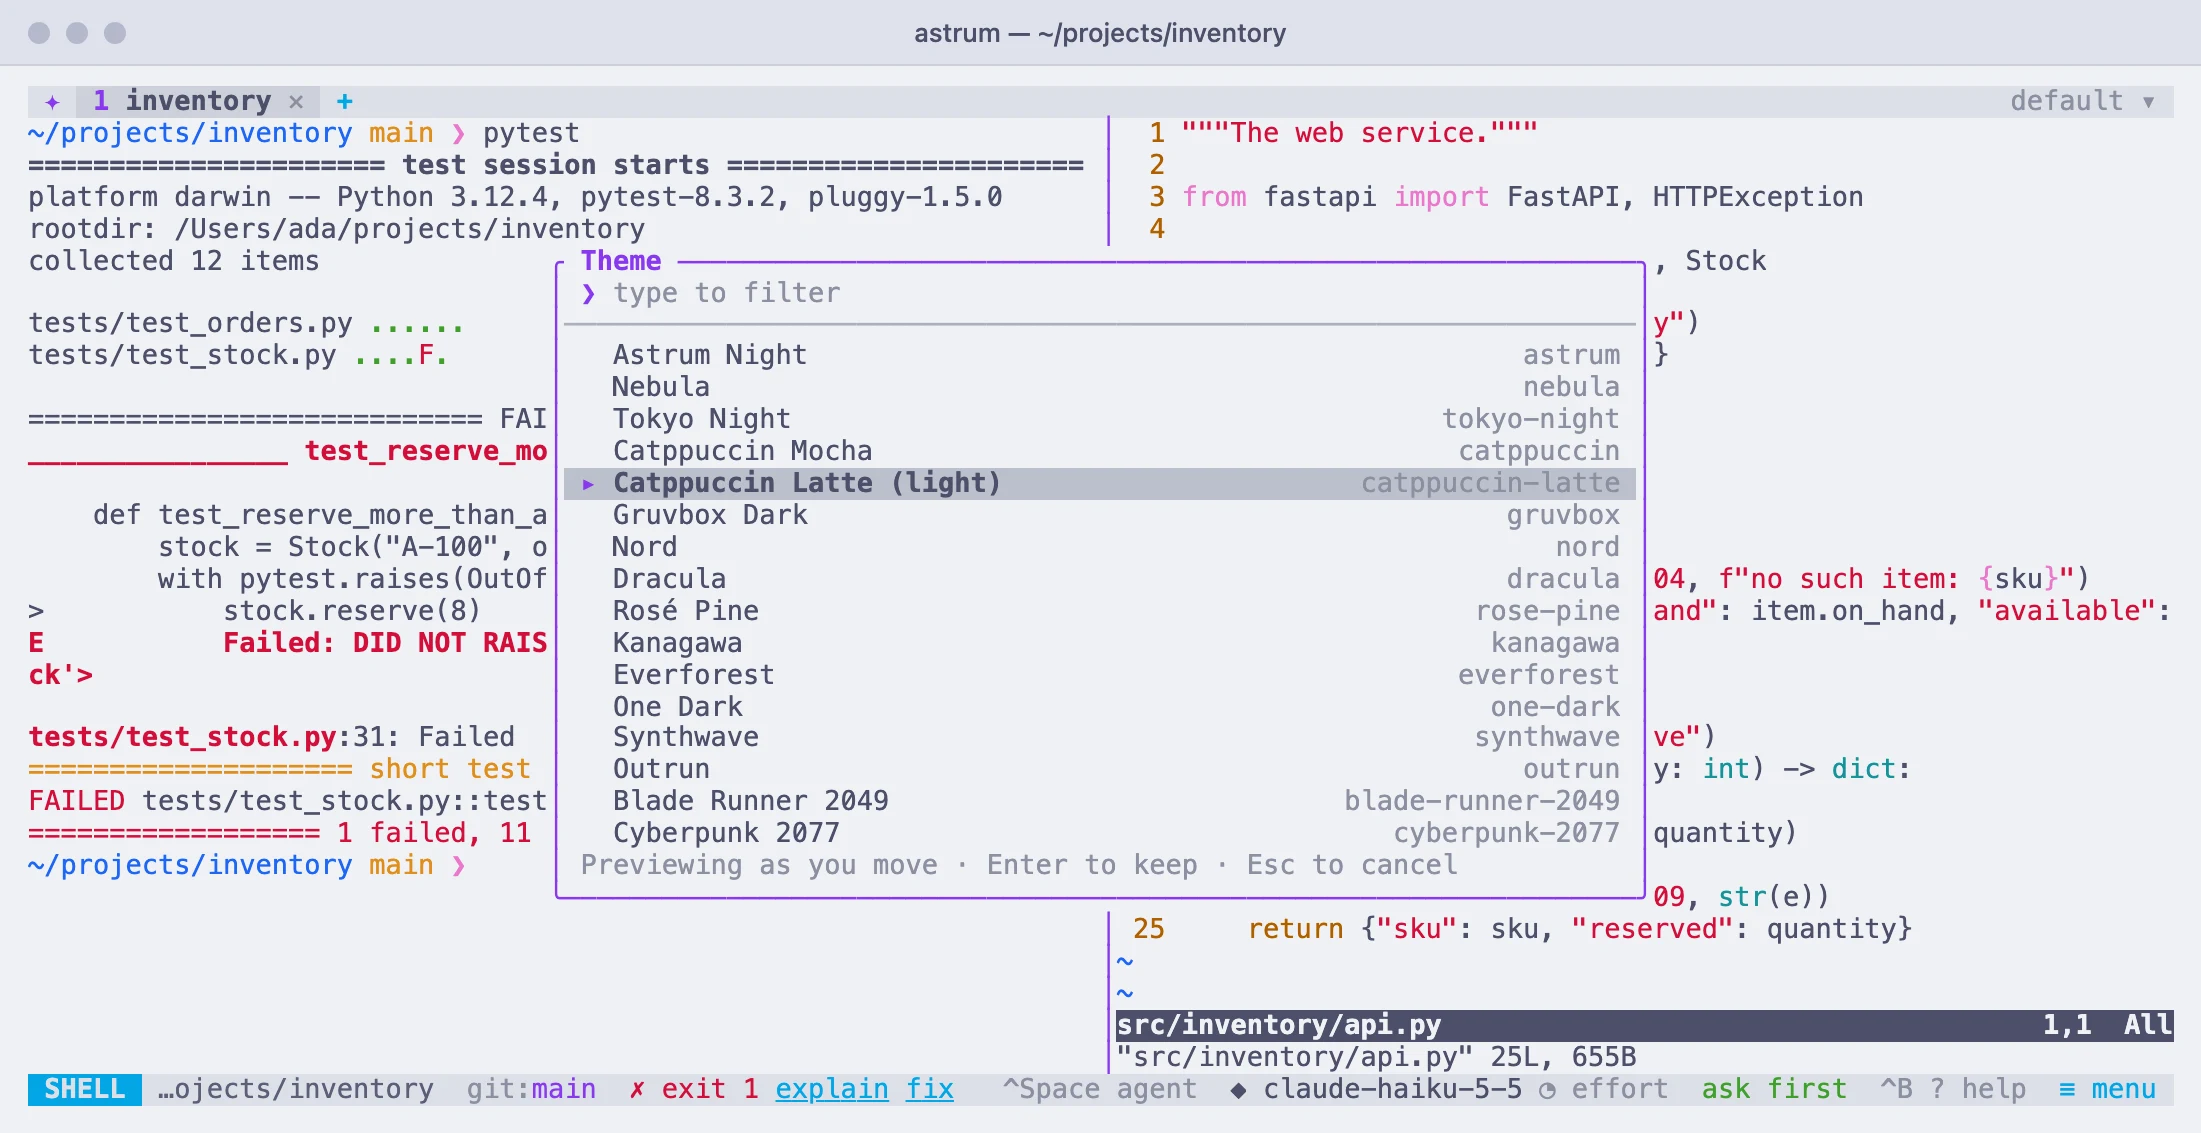 astrum — ~/projects/inventory
✦ 1 inventory × +
default ▾
~/projects/inventory main ❯ pytest
====================== test session starts ======================
platform darwin -- Python 3.12.4, pytest-8.3.2, pluggy-1.5.0
rootdir: /Users/ada/projects/inventory
collected 12 items
tests/test_orders.py ......
tests/test_stock.py ....F.
============================ FAI
________________ test_reserve_mo
def test_reserve_more_than_a
stock = Stock("A-100", o
with pytest.raises(OutOf
> stock.reserve(8)
E Failed: DID NOT RAIS
ck'>
tests/test_stock.py:31: Failed
==================== short test
FAILED tests/test_stock.py::test
================== 1 failed, 11
~/projects/inventory main ❯
Theme
❯ type to filter
Astrum Night astrum
Nebula nebula
Tokyo Night tokyo-night
Catppuccin Mocha catppuccin
▸ Catppuccin Latte (light) catppuccin-latte
Gruvbox Dark gruvbox
Nord nord
Dracula dracula
Rosé Pine rose-pine
Kanagawa kanagawa
Everforest everforest
One Dark one-dark
Synthwave synthwave
Outrun outrun
Blade Runner 2049 blade-runner-2049
Cyberpunk 2077 cyberpunk-2077
Previewing as you move · Enter to keep · Esc to cancel
1 """The web service."""
2
3 from fastapi import FastAPI, HTTPException
4
, Stock
y")
}
04, f"no such item: {sku}")
and": item.on_hand, "available":
ve")
y: int) -> dict:
quantity)
09, str(e))
25 return {"sku": sku, "reserved": quantity}
~
~
src/inventory/api.py 1,1 All
"src/inventory/api.py" 25L, 655B
SHELL …ojects/inventory git:main ✗ exit 1 explain fix ^Space agent ◆ claude-haiku-5-5 ◔ effort ask first ^B ? help ≡ menu